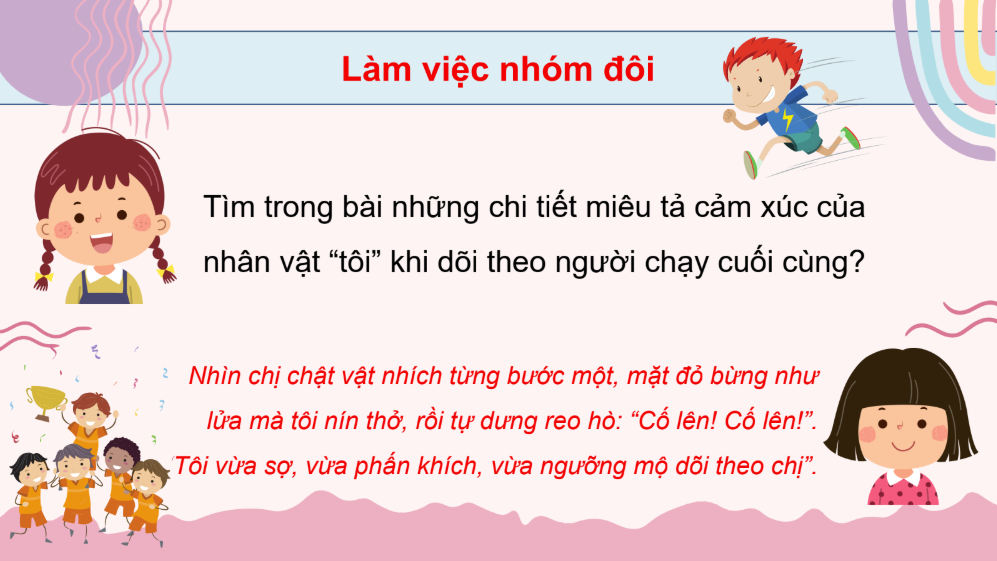 Làm việc nhóm đôi
Tìm trong bài những chi tiết miêu tả cảm xúc của
nhân vật “tôi” khi dõi theo người chạy cuối cùng?
Nhìn chị chật vật nhích từng bước một, mặt đỏ bừng như
lửa mà tôi nín thở, rồi tự dưng reo hò: “Cố lên! Cố lên!”.
“Tôi vừa sợ, vừa phấn khích, vừa ngưỡng mộ dõi theo chị”.